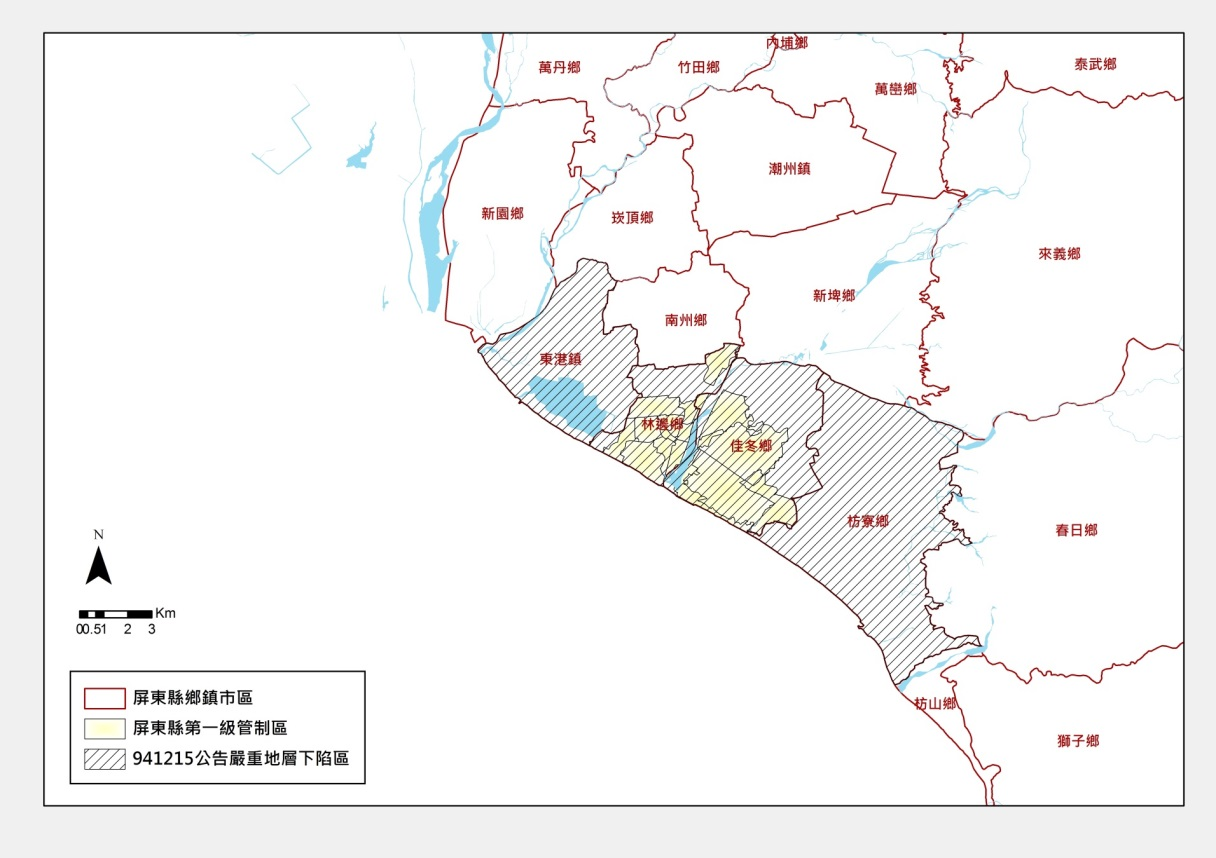 內埔鄉
萬丹鄉
竹田鄉
泰武鄉
萬巒鄉
潮州鎮
新園鄉
崁頂鄉
來義鄉
新埤鄉
南州鄉
東港鎮
林邊鄉
佳冬鄉
枋寮鄉
春日鄉
N
Km
00.51 2 3
屏東縣鄉鎮市區
屏東縣第一級管制區
941215公告嚴重地層下陷區
枋山鄉
獅子鄉